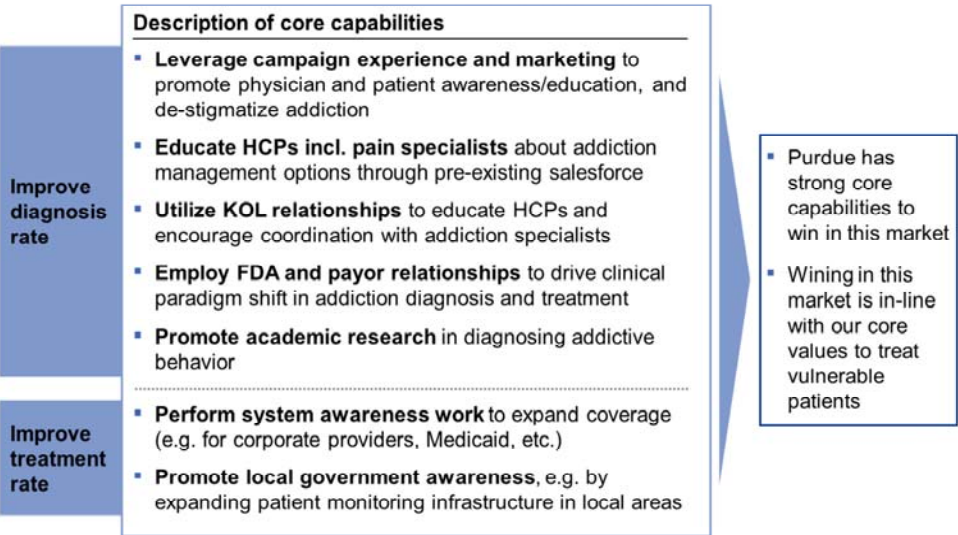 Description of core capabilities
Improve
diagnosis
rate
▪ Leverage campaign experience and marketing to
promote physician and patient awareness/education, and
de-stigmatize addiction
▪ Educate HCPs incl. pain specialists about addiction
management options through pre-existing salesforce
▪ Utilize KOL relationships to educate HCPs and
encourage coordination with addiction specialists
▪ Employ FDA and payor relationships to drive clinical
paradigm shift in addiction diagnosis and treatment
▪ Promote academic research in diagnosing addictive
behavior
Improve
treatment
rate
▪ Perform system awareness work to expand coverage
(e.g. for corporate providers, Medicaid, etc.)
▪ Promote local government awareness, e.g. by
expanding patient monitoring infrastructure in local areas
▪ Purdue has
strong core
capabilities to
win in this market
▪ Wining in this
market is in-line
with our core
values to treat
vulnerable
patients